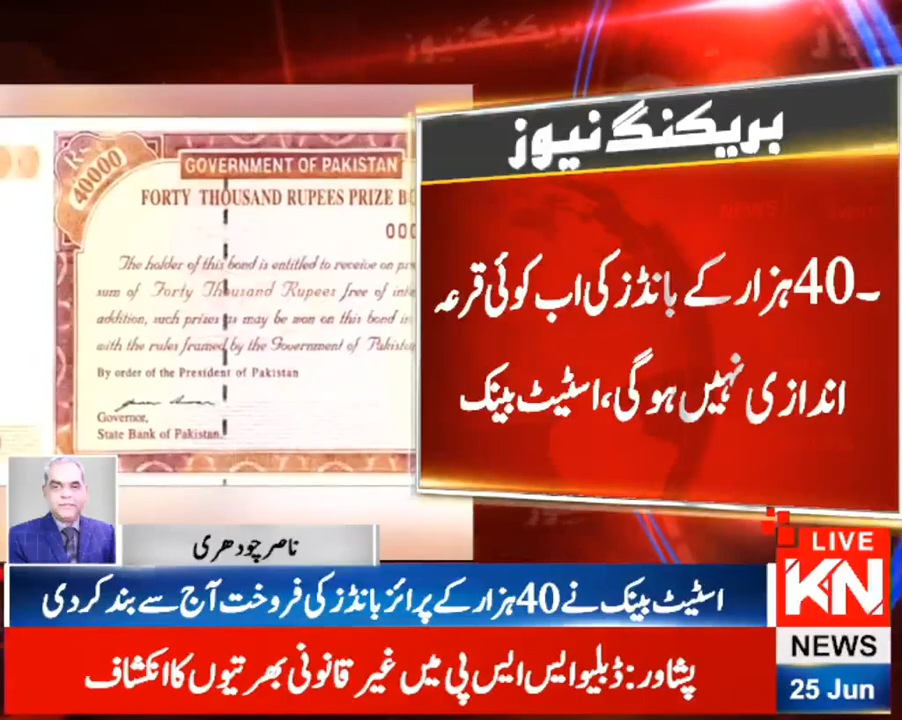 بریکنگ نیوز
40 ہزار کے بانڈز کی اب کوئی قرعہ
اندازی نہیں ہوگی، اسٹیٹ بینک
40000
GOVERNMENT OF PAKISTAN
FORTY THOUSAND RUPEES PRIZE BO
000
The holder of this bond is entitled to receive on pre
sum of Forty Thousand Rupees free of inte
addition, such prizes as may be won on this bond in
with the rules framed by the Government of Pakistan
By order of the President of Pakistan
Governor,
State Bank of Pakistan.
ناصر چودھری
اسٹیٹ بینک نے 40 ہزار کے پرائز بانڈز کی فروخت آج سے بند کردی
پشاور: ڈبلیو ایس ایس پی میں غیر قانونی بھرتیوں کا انکشاف
LIVE
KN
NEWS
25 Jun